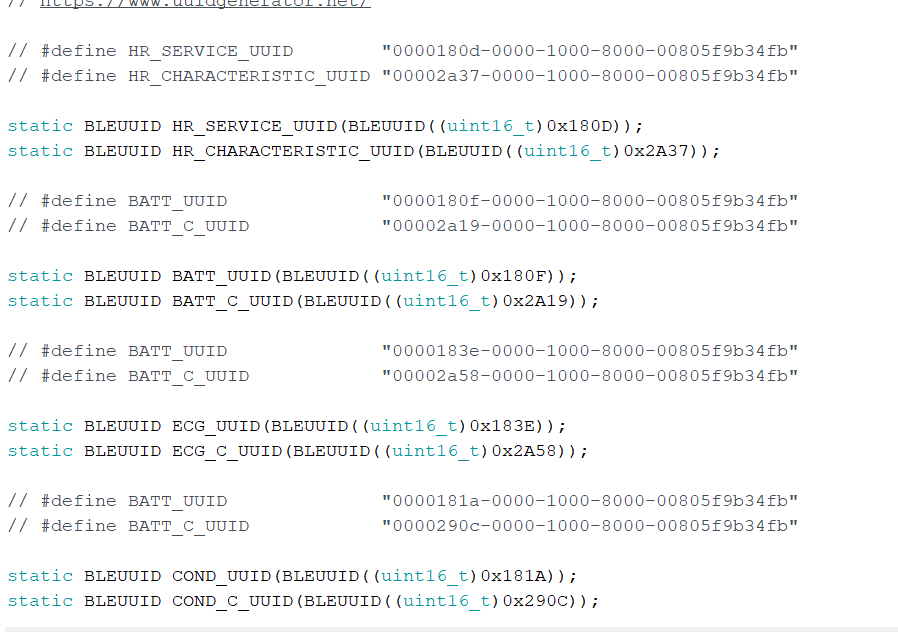 // https://www.uuidgenerator.net/
// #define HR_SERVICE_UUID        "0000180d-0000-1000-8000-00805f9b34fb"
// #define HR_CHARACTERISTIC_UUID "00002a37-0000-1000-8000-00805f9b34fb"
static BLEUUID HR_SERVICE_UUID(BLEUUID((uint16_t)0x180D));
static BLEUUID HR_CHARACTERISTIC_UUID(BLEUUID((uint16_t)0x2A37));
// #define BATT_UUID              "0000180f-0000-1000-8000-00805f9b34fb"
// #define BATT_C_UUID            "00002a19-0000-1000-8000-00805f9b34fb"
static BLEUUID BATT_UUID(BLEUUID((uint16_t)0x180F));
static BLEUUID BATT_C_UUID(BLEUUID((uint16_t)0x2A19));
// #define BATT_UUID              "0000183e-0000-1000-8000-00805f9b34fb"
// #define BATT_C_UUID            "00002a58-0000-1000-8000-00805f9b34fb"
static BLEUUID ECG_UUID(BLEUUID((uint16_t)0x183E));
static BLEUUID ECG_C_UUID(BLEUUID((uint16_t)0x2A58));
// #define BATT_UUID              "0000181a-0000-1000-8000-00805f9b34fb"
// #define BATT_C_UUID            "0000290c-0000-1000-8000-00805f9b34fb"
static BLEUUID COND_UUID(BLEUUID((uint16_t)0x181A));
static BLEUUID COND_C_UUID(BLEUUID((uint16_t)0x290C));